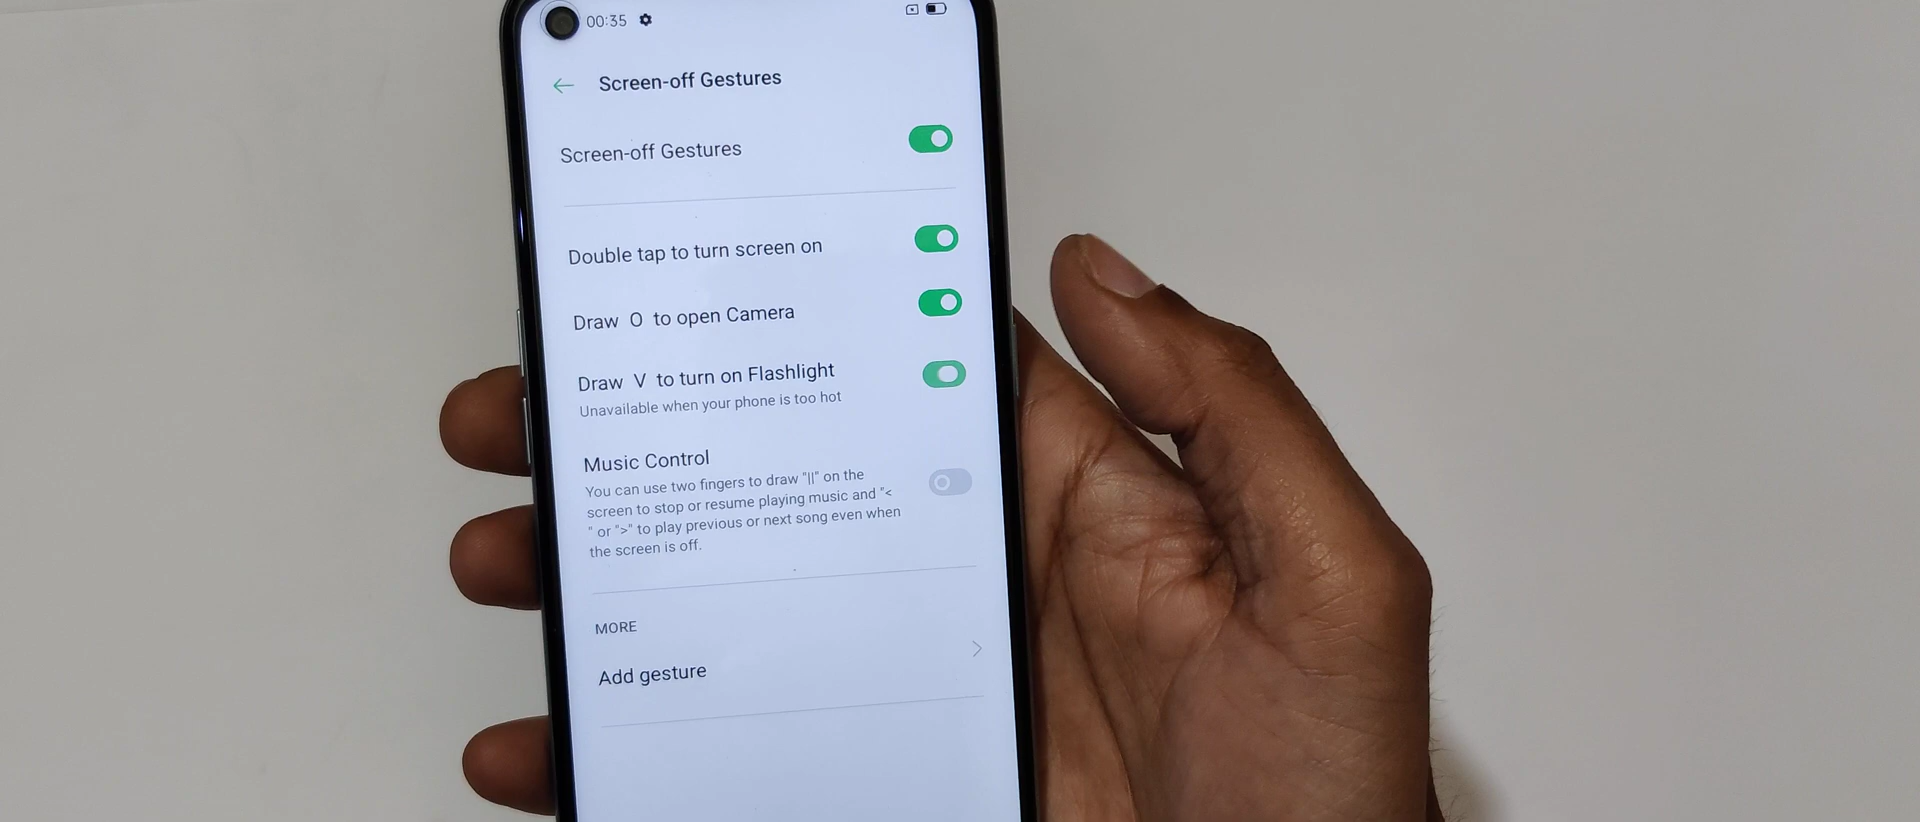 00:35
Screen-off Gestures
Screen-off Gestures
Double tap to turn screen on
Draw O to open Camera
Draw V to turn on Flashlight
Unavailable when your phone is too hot
Music Control
You can use two fingers to draw "||" on the
screen to stop or resume playing music and "<
" or ">" to play previous or next song even when
the screen is off.
MORE
Add gesture